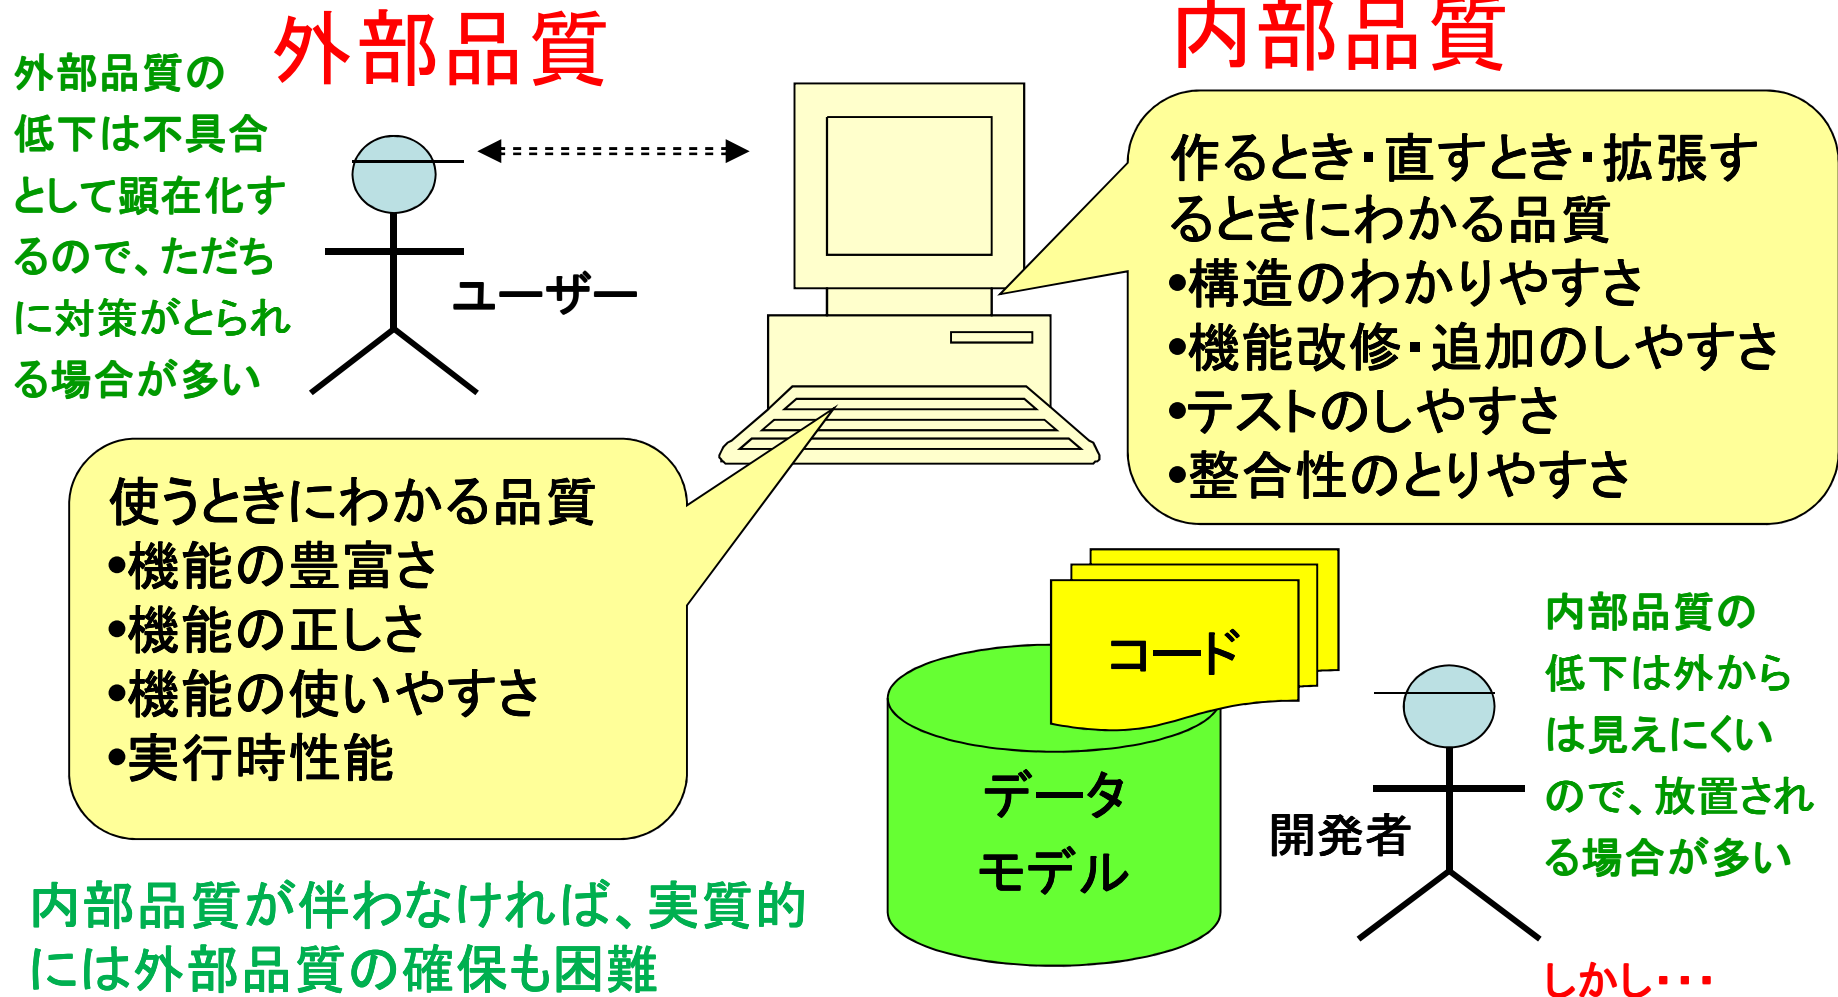 外部品質
内部品質
外部品質の
低下は不具合
として顕在化す
るので、ただち
に対策がとられ
る場合が多い
ユーザー
作るとき・直すとき・拡張す
るときにわかる品質
•構造のわかりやすさ
•機能改修・追加のしやすさ
•テストのしやすさ
•整合性のとりやすさ
使うときにわかる品質
•機能の豊富さ
•機能の正しさ
•機能の使いやすさ
•実行時性能
コード
データ
モデル
開発者
内部品質の
低下は外から
は見えにくい
ので、放置され
る場合が多い
内部品質が伴わなければ、実質的
には外部品質の確保も困難
しかし・・・